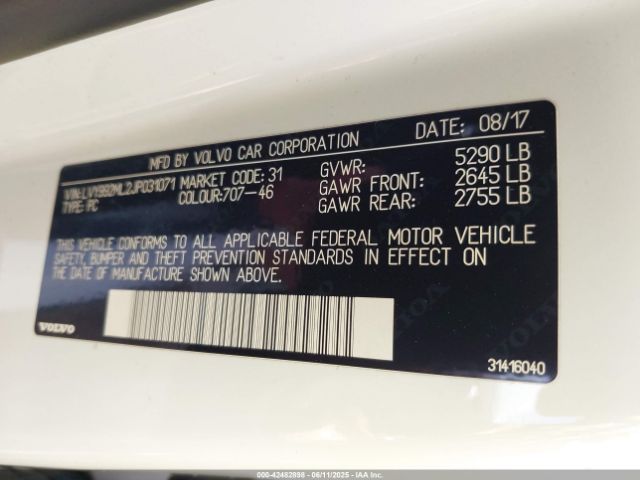 MFD BY VOLVO CAR CORPORATION DATE: 08/17
VIN:LVY992ML2JP031071 MARKET CODE: 31 GVWR: 5290 LB
TYPE: PC COLOUR:707-46 GAWR FRONT: 2645 LB
GAWR REAR: 2755 LB
THIS VEHICLE CONFORMS TO ALL APPLICABLE FEDERAL MOTOR VEHICLE
SAFETY, BUMPER AND THEFT PREVENTION STANDARDS IN EFFECT ON
THE DATE OF MANUFACTURE SHOWN ABOVE.
VOLVO
31416040
000-42482898 - 06/11/2025 - IAA Inc.